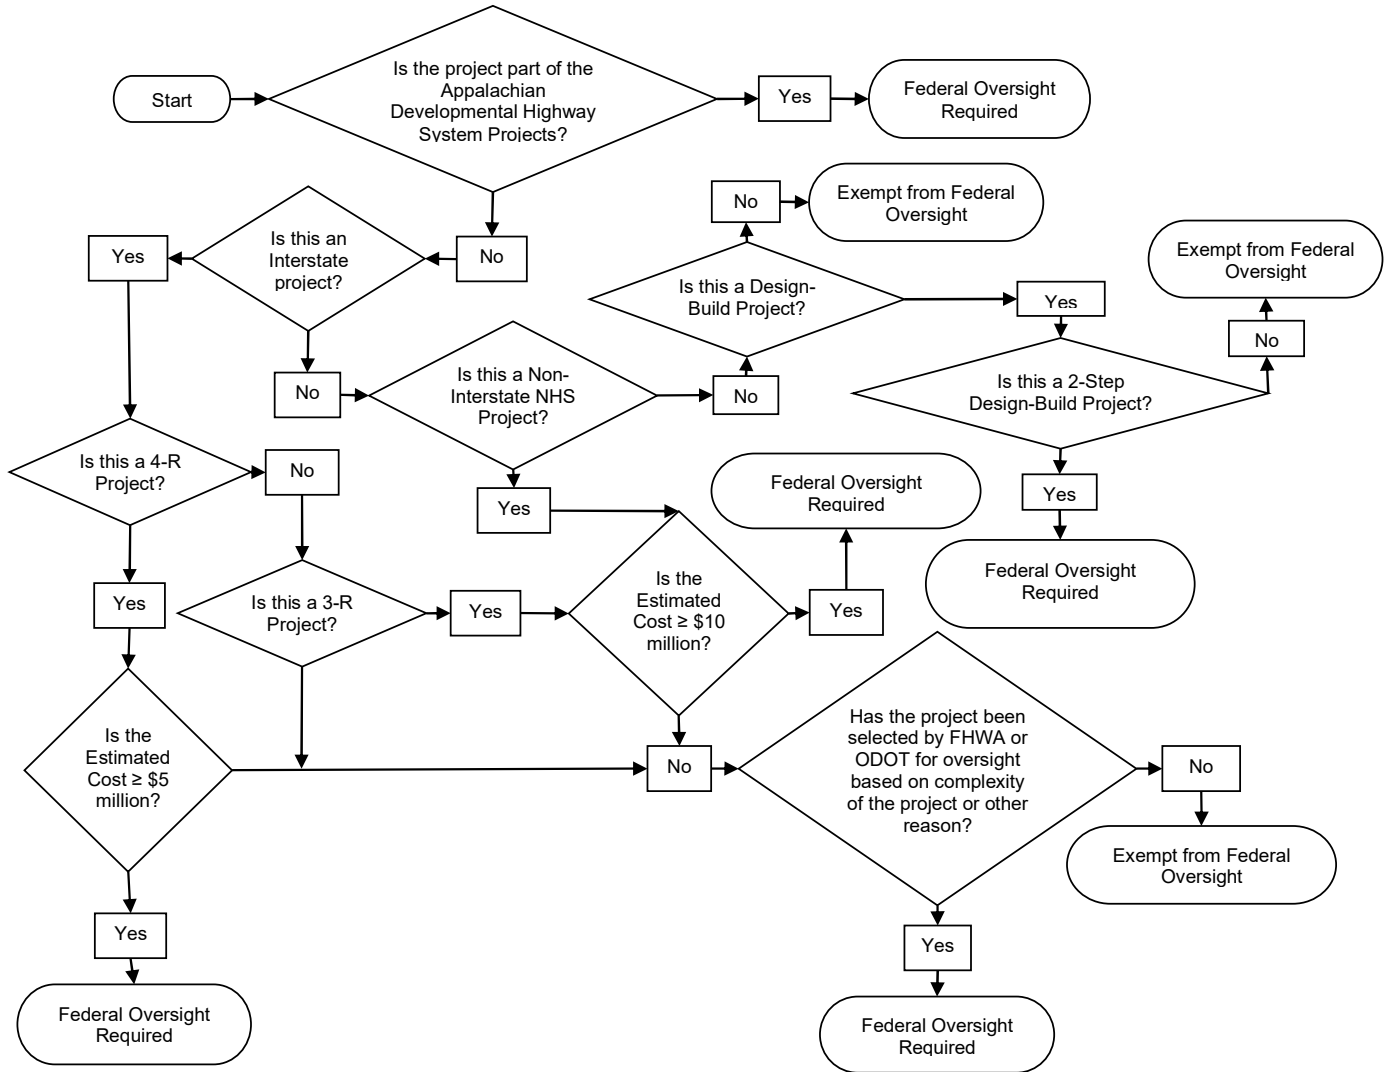 Start
Is the project part of the
Appalachian
Developmental Highway
System Projects?
Yes
Federal Oversight
Required
No
Is this an
Interstate
project?
Yes
No
Exempt from Federal
Oversight
Is this a Design-
Build Project?
Yes
Exempt from Federal
Oversight
No
No
Is this a Non-
Interstate NHS
Project?
No
Is this a 2-Step
Design-Build Project?
Yes
Federal Oversight
Required
Is this a 4-R
Project?
No
Yes
Federal Oversight
Required
Yes
Is this a 3-R
Project?
Yes
Is the
Estimated
Cost ≥ $10
million?
Yes
Is the
Estimated
Cost ≥ $5
million?
No
Has the project been
selected by FHWA or
ODOT for oversight
based on complexity
of the project or other
reason?
No
Exempt from Federal
Oversight
Yes
Federal Oversight
Required
Yes
Federal Oversight
Required